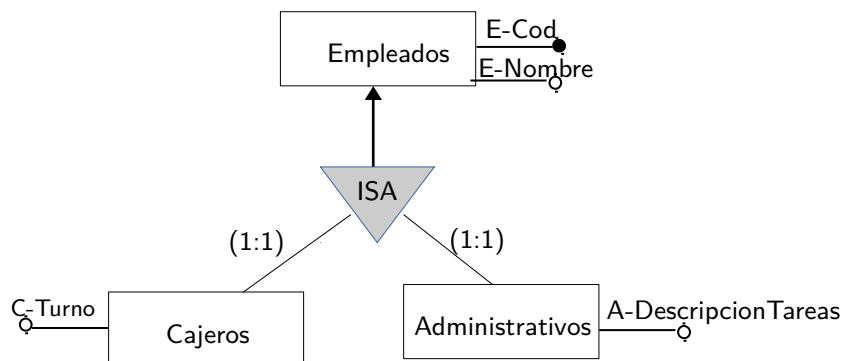 E-Cod
Empleados
E-Nombre
ISA
(1:1)
(1:1)
C-Turno
A-DescripcionTareas
Cajeros
Administrativos